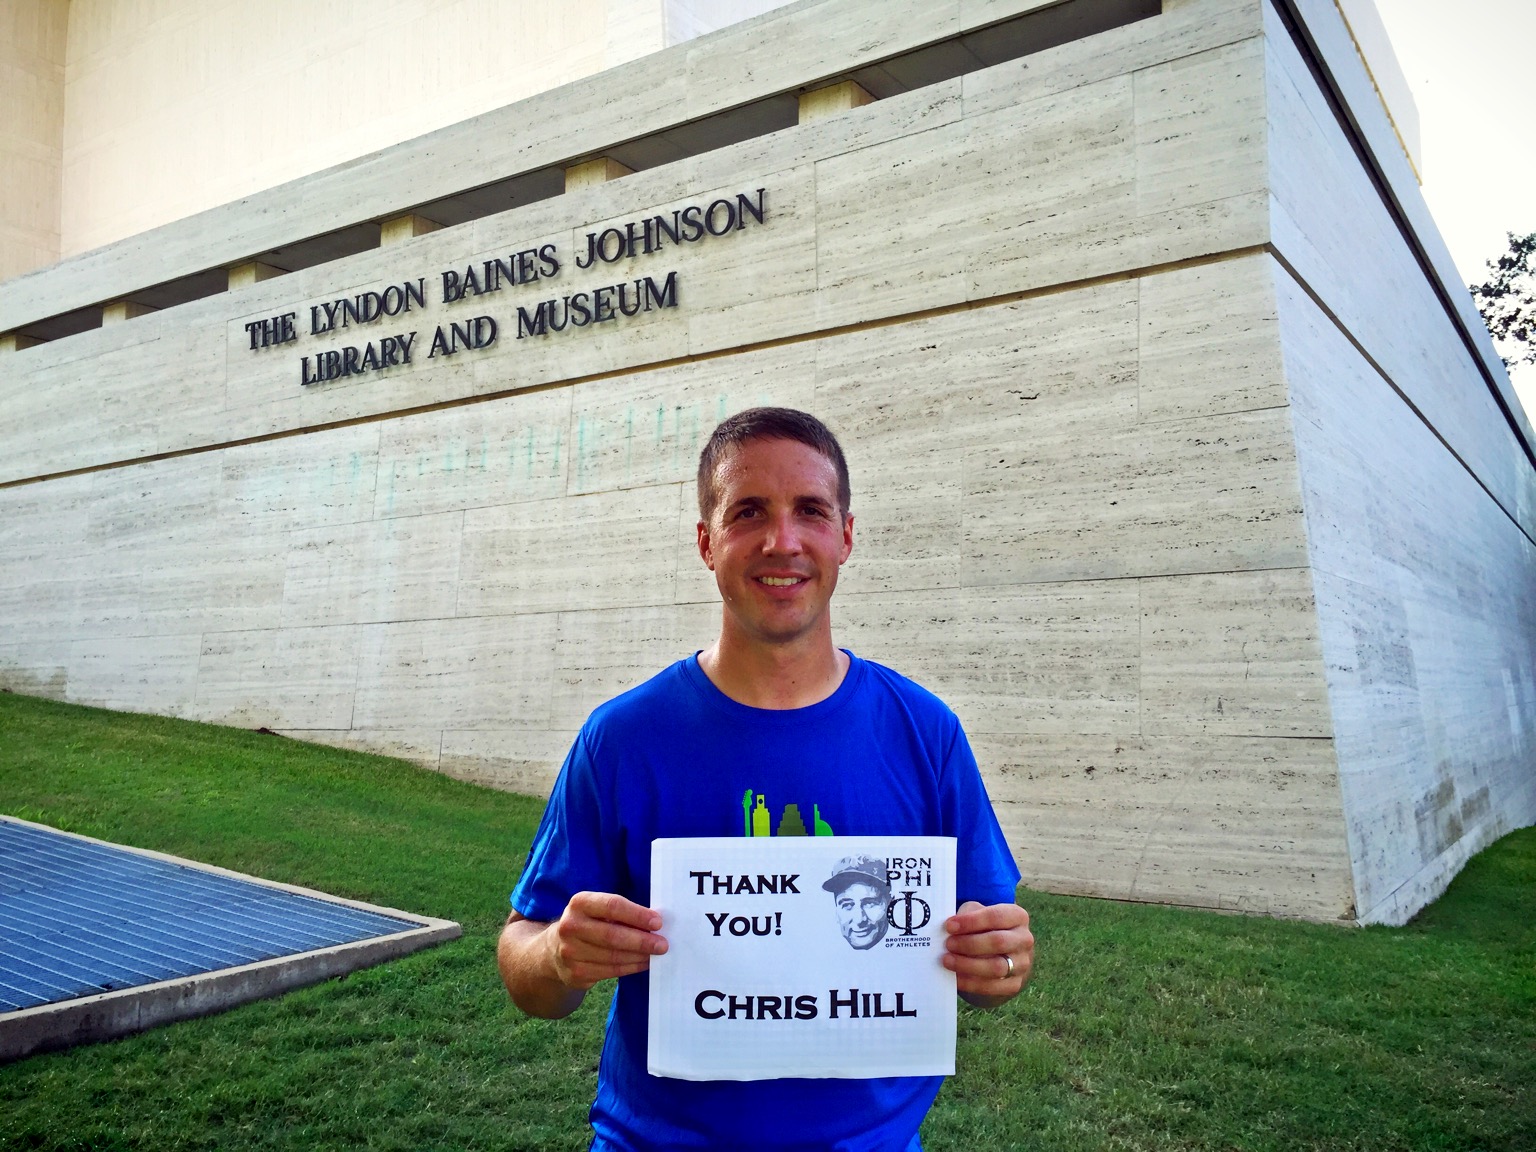 THE LYNDON BAINES JOHNSON
LIBRARY AND MUSEUM
THANK
YOU!
IRON
PHI
Φ
BROTHERHOOD
OF ATHLETES
CHRIS HILL